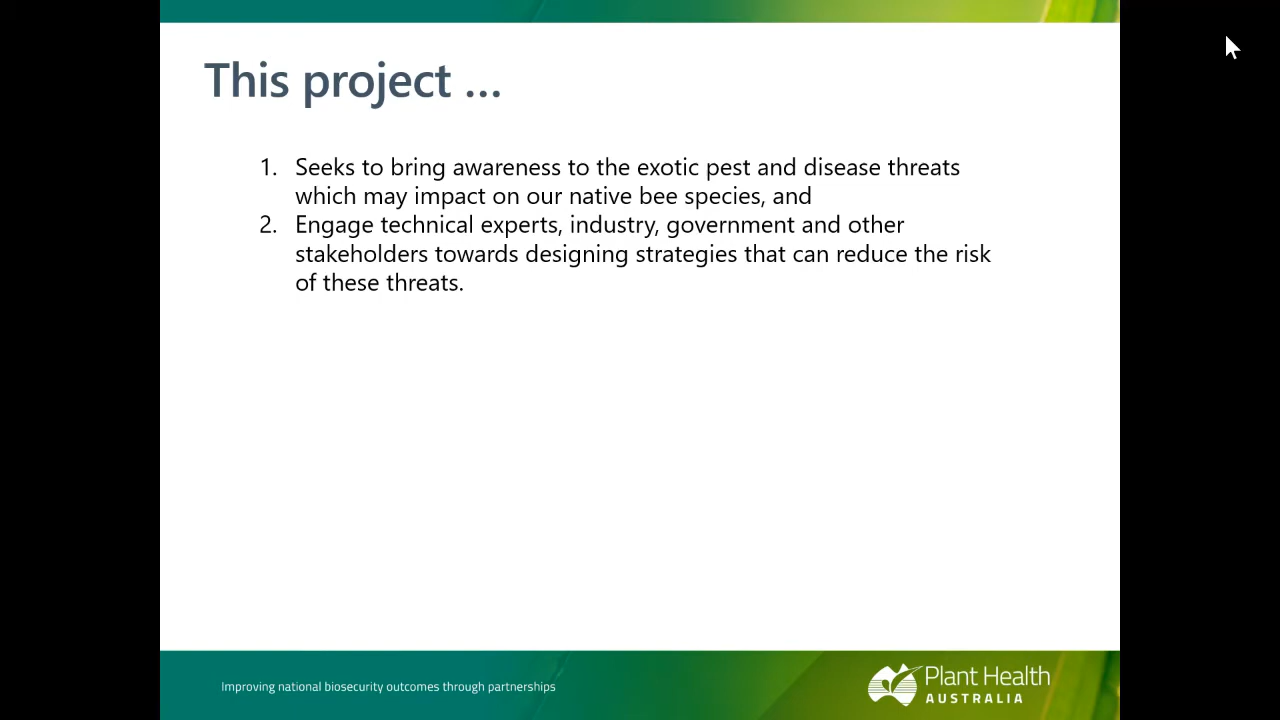 This project ...
1. Seeks to bring awareness to the exotic pest and disease threats
which may impact on our native bee species, and
2. Engage technical experts, industry, government and other
stakeholders towards designing strategies that can reduce the risk
of these threats.
Improving national biosecurity outcomes through partnerships
Plant Health
AUSTRALIA